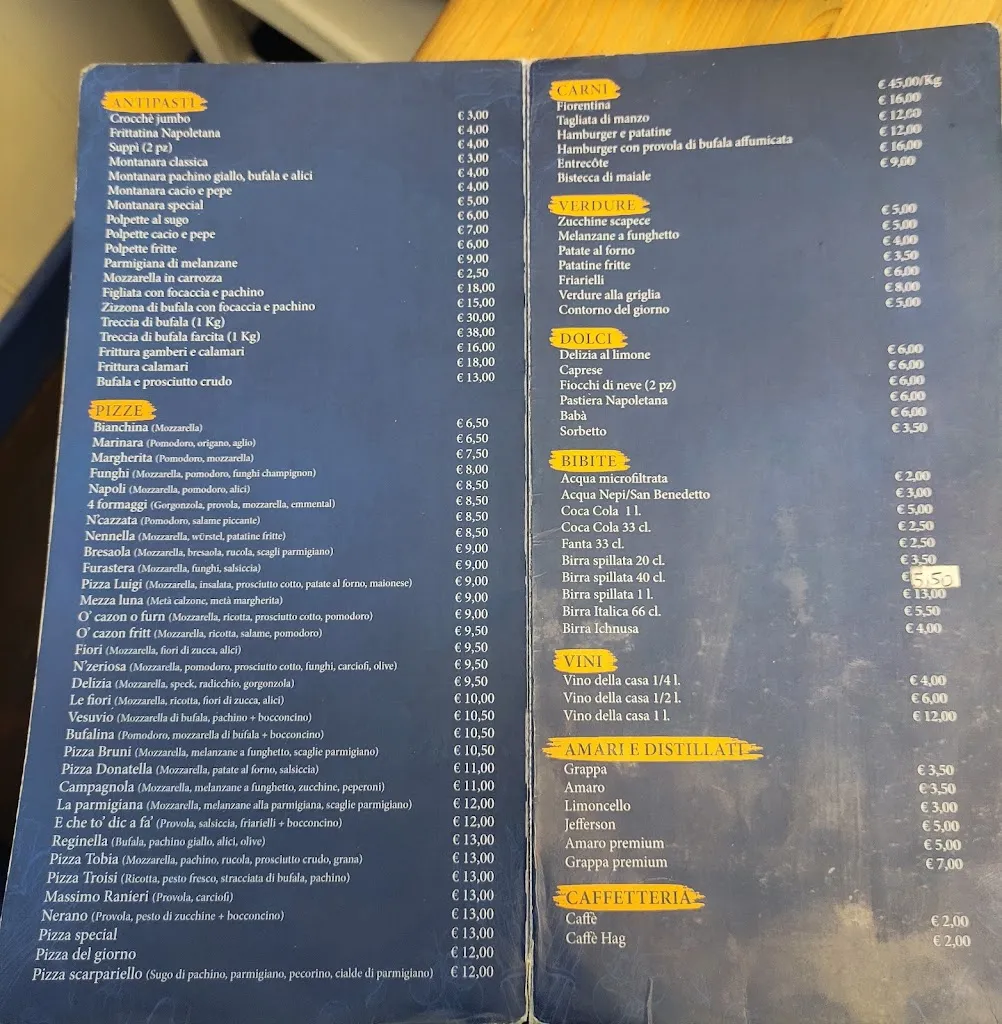 ANTIPASTI
Crocchè jumbo € 3,00
Frittatina Napoletana € 4,00
Suppì (2 pz) € 4,00
Montanara classica € 3,00
Montanara pachino giallo, bufala e alici € 4,00
Montanara cacio e pepe € 4,00
Montanara special € 5,00
Polpette al sugo € 6,00
Polpette cacio e pepe € 7,00
Polpette fritte € 6,00
Parmigiana di melanzane € 9,00
Mozzarella in carrozza € 2,50
Figliata con focaccia e pachino € 18,00
Zizzona di bufala con focaccia e pachino € 15,00
Treccia di bufala (1 Kg) € 30,00
Treccia di bufala farcita (1 Kg) € 38,00
Frittura gamberi e calamari € 16,00
Frittura calamari € 18,00
Bufala e prosciutto crudo € 13,00
PIZZE
Bianchina (Mozzarella) € 6,50
Marinara (Pomodoro, origano, aglio) € 6,50
Margherita (Pomodoro, mozzarella) € 7,50
Funghi (Mozzarella, pomodoro, funghi champignon) € 8,00
Napoli (Mozzarella, pomodoro, alici) € 8,50
4 formaggi (Gorgonzola, provola, mozzarella, emmental) € 8,50
N'cazzata (Pomodoro, salame piccante) € 8,50
Nennella (Mozzarella, würstel, patatine fritte) € 8,50
Bresaola (Mozzarella, bresaola, rucola, scagli parmigiano) € 9,00
Furastera (Mozzarella, funghi, salsiccia) € 9,00
Pizza Luigi (Mozzarella, insalata, prosciutto cotto, patate al forno, maionese) € 9,00
Mezza luna (Metà calzone, metà margherita) € 9,00
O' cazon o furn (Mozzarella, ricotta, prosciutto cotto, pomodoro) € 9,00
O' cazon fritt (Mozzarella, ricotta, salame, pomodoro) € 9,50
Fiori (Mozzarella, fiori di zucca, alici) € 9,50
N'zeriosa (Mozzarella, pomodoro, prosciutto cotto, funghi, carciofi, olive) € 9,50
Delizia (Mozzarella, speck, radicchio, gorgonzola) € 9,50
Le fiori (Mozzarella, ricotta, fiori di zucca, alici) € 10,00
Vesuvio (Mozzarella di bufala, pachino + bocconcino) € 10,50
Bufalina (Pomodoro, mozzarella di bufala + bocconcino) € 10,50
Pizza Bruni (Mozzarella, melanzane a funghetto, scaglie parmigiano) € 10,50
Pizza Donatella (Mozzarella, patate al forno, salsiccia) € 11,00
Campagnola (Mozzarella, melanzane a funghetto, zucchine, peperoni) € 11,00
La parmigiana (Mozzarella, melanzane alla parmigiana, scaglie parmigiano) € 12,00
E che to' dic a fa' (Provola, salsiccia, friarielli + bocconcino) € 12,00
Reginella (Bufala, pachino giallo, alici, olive) € 13,00
Pizza Tobia (Mozzarella, pachino, rucola, prosciutto crudo, grana) € 13,00
Pizza Troisi (Ricotta, pesto fresco, stracciata di bufala, pachino) € 13,00
Massimo Ranieri (Provola, carciofi) € 13,00
Nerano (Provola, pesto di zucchine + bocconcino) € 13,00
Pizza special € 13,00
Pizza del giorno € 12,00
Pizza scarpariello (Sugo di pachino, parmigiano, pecorino, cialde di parmigiano) € 12,00
CARNI
Fiorentina € 45,00/Kg
Tagliata di manzo € 16,00
Hamburger e patatine € 12,00
Hamburger con provola di bufala affumicata € 12,00
Entrecôte € 16,00
Bistecca di maiale € 9,00
VERDURE
Zucchine scapece € 5,00
Melanzane a funghetto € 5,00
Patate al forno € 4,00
Patatine fritte € 3,50
Friarielli € 6,00
Verdure alla griglia € 8,00
Contorno del giorno € 5,00
DOLCI
Delizia al limone € 6,00
Caprese € 6,00
Fiocchi di neve (2 pz) € 6,00
Pastiera Napoletana € 6,00
Babà € 6,00
Sorbetto € 3,50
BIBITE
Acqua microfiltrata € 2,00
Acqua Nepi/San Benedetto € 3,00
Coca Cola 1 l. € 5,00
Coca Cola 33 cl. € 2,50
Fanta 33 cl. € 2,50
Birra spillata 20 cl. € 3,50
Birra spillata 40 cl. € 5,50
Birra spillata 1 l. € 13,00
Birra Italica 66 cl. € 5,50
Birra Ichnusa € 4,00
VINI
Vino della casa 1/4 l. € 4,00
Vino della casa 1/2 l. € 6,00
Vino della casa 1 l. € 12,00
AMARI E DISTILLATI
Grappa € 3,50
Amaro € 3,50
Limoncello € 3,00
Jefferson € 5,00
Amaro premium € 5,00
Grappa premium € 7,00
CAFFETTERIA
Caffè € 2,00
Caffè Hag € 2,00